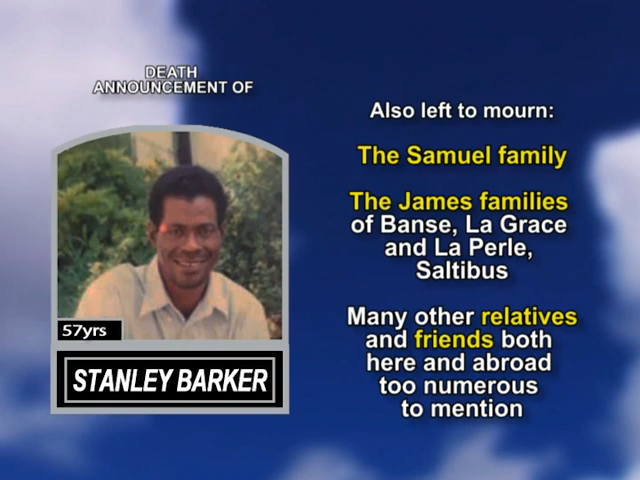 DEATH
ANNOUNCEMENT OF
57yrs
STANLEY BARKER
Also left to mourn:
The Samuel family
The James families
of Banse, La Grace
and La Perle,
Saltibus
Many other relatives
and friends both
here and abroad
too numerous
to mention